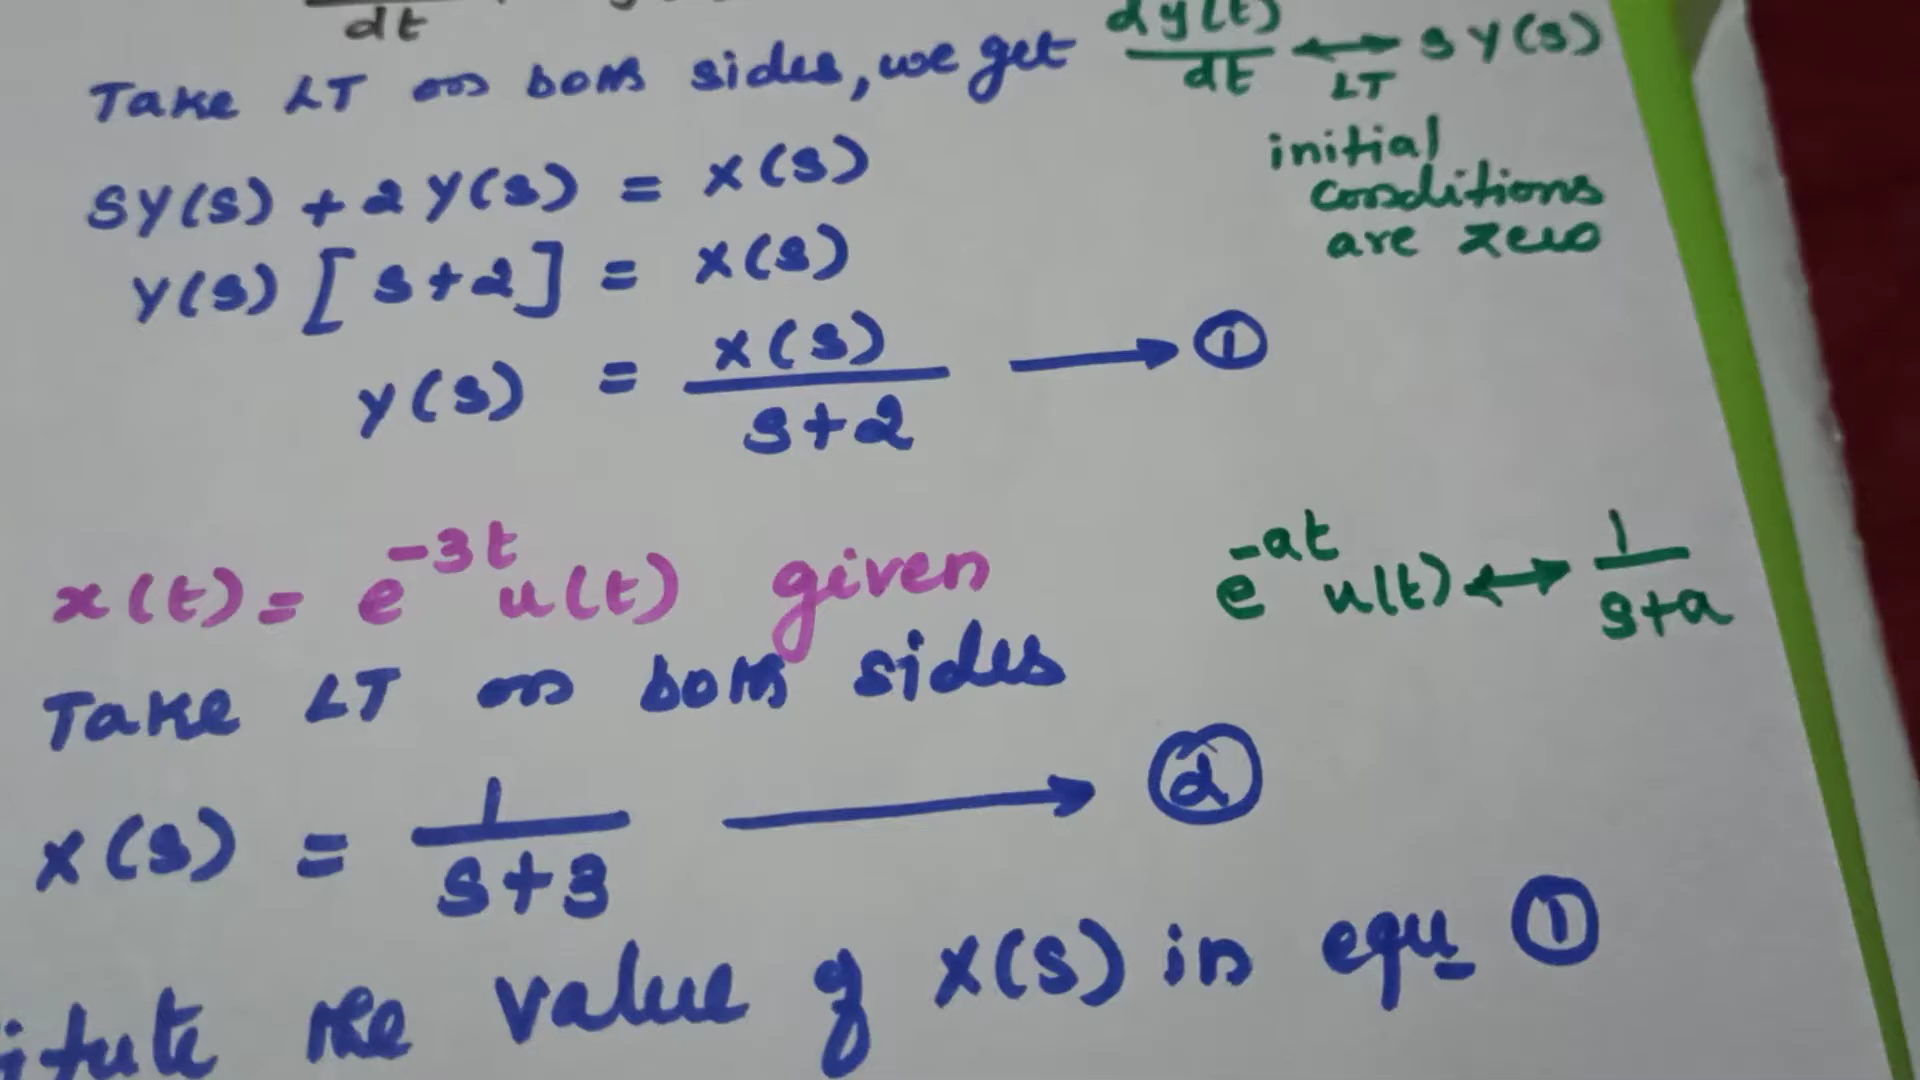 dt
Take LT on both sides, we get dy(t)/dt ↔ sY(s)
LT
initial
conditions
are zero
SY(s) + 2Y(s) = X(s)
Y(s) [s+2] = X(s)
Y(s) = X(s)/s+2 → ①
x(t) = e^-3t u(t) given
e^-at u(t) ↔ 1/s+a
Take LT on both sides
X(s) = 1/s+3 → ②
itute the value of X(s) in equ ①